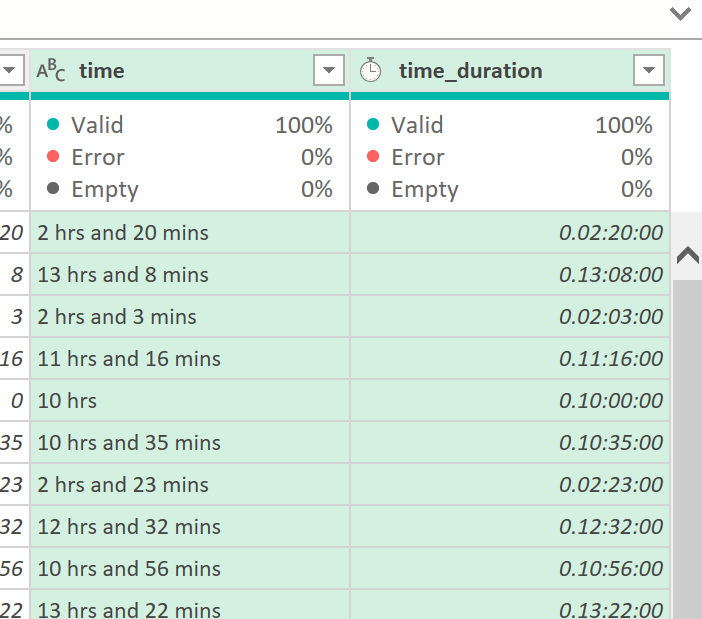 ABC time time_duration
% Valid 100% Valid 100%
% Error 0% Error 0%
% Empty 0% Empty 0%
20 2 hrs and 20 mins 0.02:20:00
8 13 hrs and 8 mins 0.13:08:00
3 2 hrs and 3 mins 0.02:03:00
16 11 hrs and 16 mins 0.11:16:00
0 10 hrs 0.10:00:00
35 10 hrs and 35 mins 0.10:35:00
23 2 hrs and 23 mins 0.02:23:00
32 12 hrs and 32 mins 0.12:32:00
56 10 hrs and 56 mins 0.10:56:00
22 13 hrs and 22 mins 0.13:22:00